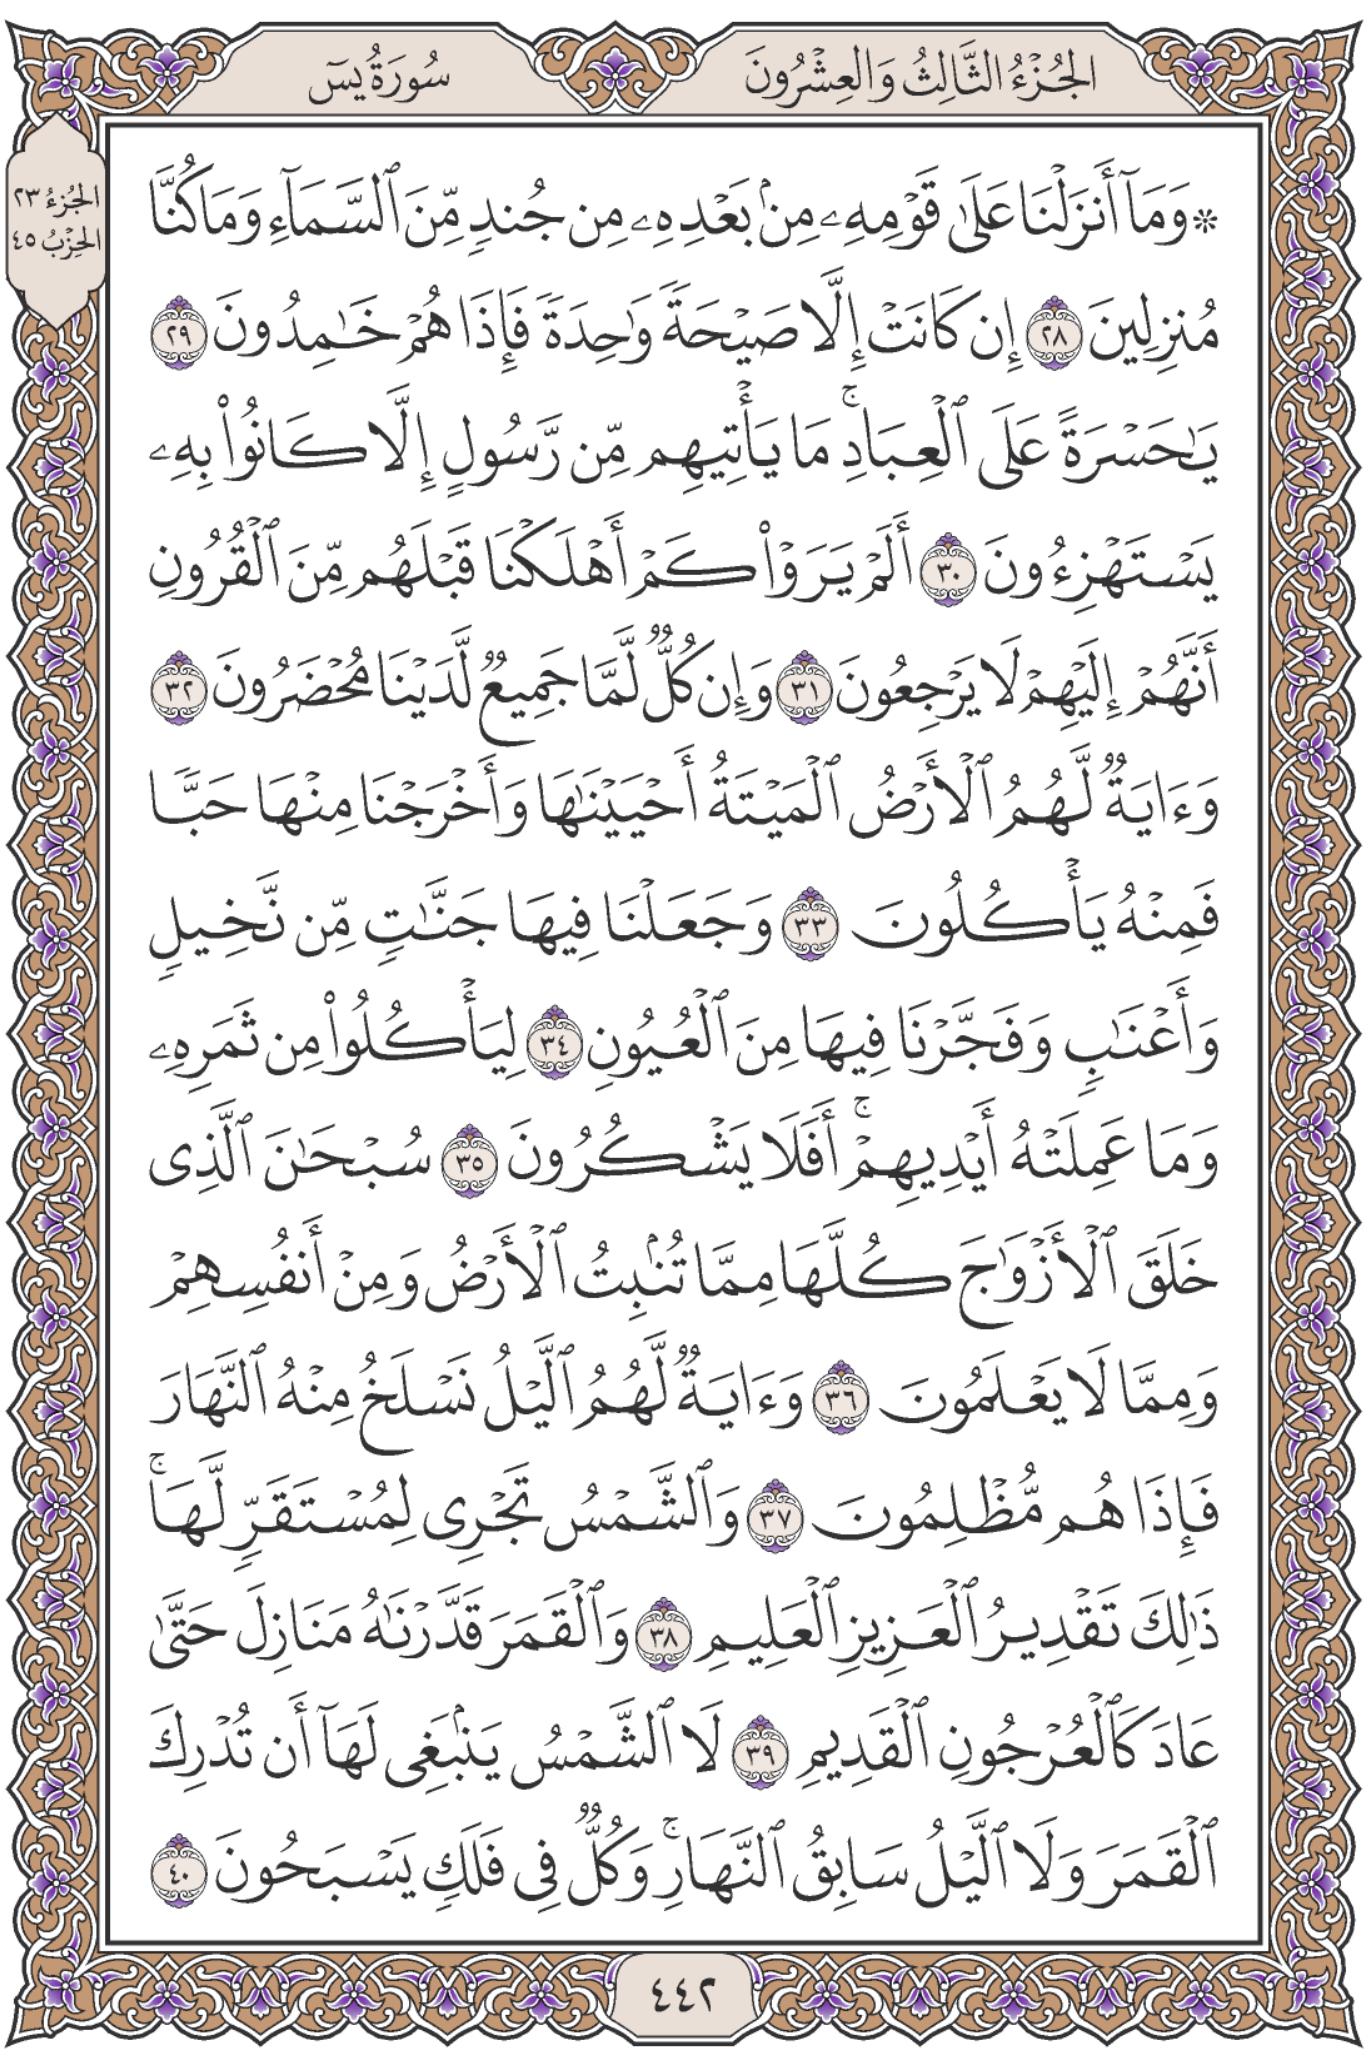 الجُزْءُ الثَّالِثُ وَالعِشْرُونَ
سُورَةُ يسٓ
الجُزءُ ٢٣
الحِزْبُ ٤٥
۞ وَمَآ أَنزَلْنَا عَلَىٰ قَوْمِهِۦ مِنۢ بَعْدِهِۦ مِن جُندٍ مِّنَ ٱلسَّمَآءِ وَمَا كُنَّا
مُنزِلِينَ ٢٨ إِن كَانَتْ إِلَّا صَيْحَةً وَٰحِدَةً فَإِذَا هُمْ خَـٰمِدُونَ ٢٩
يَـٰحَسْرَةً عَلَى ٱلْعِبَادِۚ مَا يَأْتِيهِم مِّن رَّسُولٍ إِلَّا كَانُوا۟ بِهِۦ
يَسْتَهْزِءُونَ ٣٠ أَلَمْ يَرَوْا۟ كَمْ أَهْلَكْنَا قَبْلَهُم مِّنَ ٱلْقُرُونِ
أَنَّهُمْ إِلَيْهِمْ لَا يَرْجِعُونَ ٣١ وَإِن كُلٌّ لَّمَّا جَمِيعٌ لَّدَيْنَا مُحْضَرُونَ ٣٢
وَءَايَةٌ لَّهُمُ ٱلْأَرْضُ ٱلْمَيْتَةُ أَحْيَيْنَـٰهَا وَأَخْرَجْنَا مِنْهَا حَبًّا
فَمِنْهُ يَأْكُلُونَ ٣٣ وَجَعَلْنَا فِيهَا جَنَّـٰتٍ مِّن نَّخِيلٍ
وَأَعْنَـٰبٍ وَفَجَّرْنَا فِيهَا مِنَ ٱلْعُيُونِ ٣٤ لِيَأْكُلُوا۟ مِن ثَمَرِهِۦ
وَمَا عَمِلَتْهُ أَيْدِيهِمْۚ أَفَلَا يَشْكُرُونَ ٣٥ سُبْحَـٰنَ ٱلَّذِى
خَلَقَ ٱلْأَزْوَٰجَ كُلَّهَا مِمَّا تُنۢبِتُ ٱلْأَرْضُ وَمِنْ أَنفُسِهِمْ
وَمِمَّا لَا يَعْلَمُونَ ٣٦ وَءَايَةٌ لَّهُمُ ٱلَّيْلُ نَسْلَخُ مِنْهُ ٱلنَّهَارَ
فَإِذَا هُم مُّظْلِمُونَ ٣٧ وَٱلشَّمْسُ تَجْرِى لِمُسْتَقَرٍّ لَّهَاۚ
ذَٰلِكَ تَقْدِيرُ ٱلْعَزِيزِ ٱلْعَلِيمِ ٣٨ وَٱلْقَمَرَ قَدَّرْنَـٰهُ مَنَازِلَ حَتَّىٰ
عَادَ كَٱلْعُرْجُونِ ٱلْقَدِيمِ ٣٩ لَا ٱلشَّمْسُ يَنۢبَغِى لَهَآ أَن تُدْرِكَ
ٱلْقَمَرَ وَلَا ٱلَّيْلُ سَابِقُ ٱلنَّهَارِۚ وَكُلٌّ فِى فَلَكٍ يَسْبَحُونَ ٤٠
٤٤٢